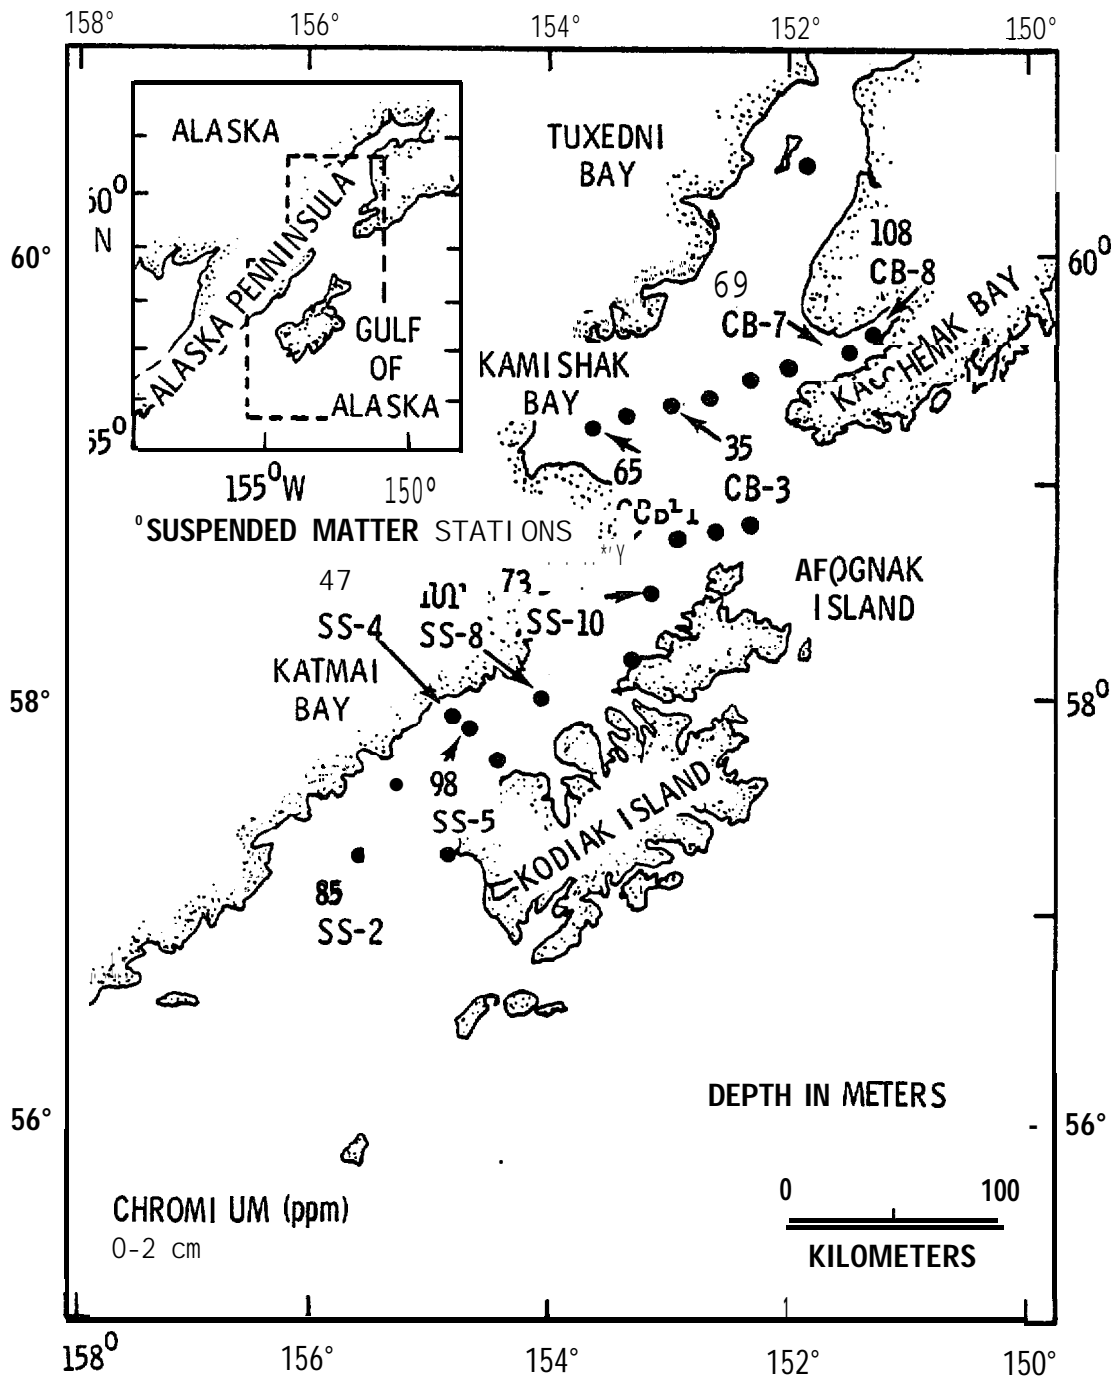 158°
156°
154°
152°
150°
ALASKA
TUXEDNI
BAY
N
108
CB-8
60°
60°
ALASKA PENNINSULA
69
CB-7
KACHEMAK BAY
GULF
OF
ALASKA
KAMISHAK
BAY
35
CB-3
65
155°W
150°
°SUSPENDED MATTER STATIONS
47
SS-4
101
SS-8
73
SS-10
AFOGNAK
ISLAND
KATMAI
BAY
58°
58°
98
SS-5
KODIAK ISLAND
85
SS-2
DEPTH IN METERS
56°
56°
CHROMIUM (ppm)
0-2 cm
0
100
KILOMETERS
158°
156°
154°
152°
150°